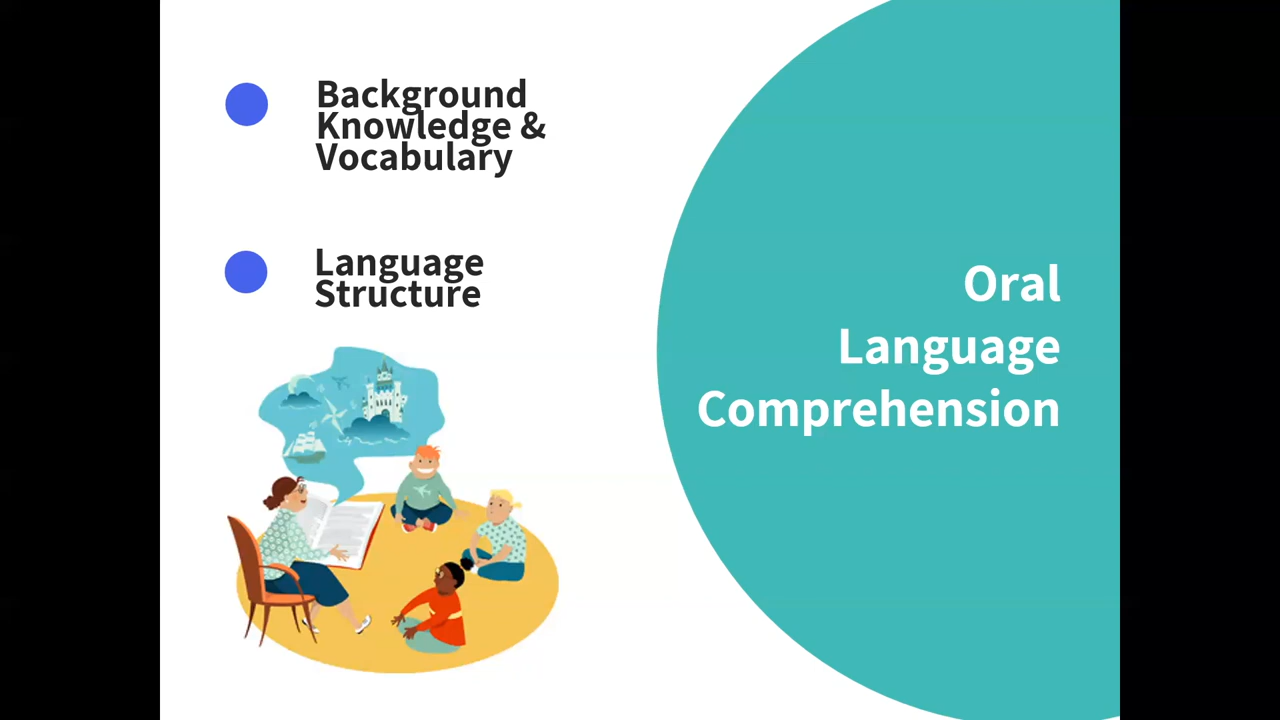 Background
Knowledge &
Vocabulary
Language
Structure
Oral
Language
Comprehension